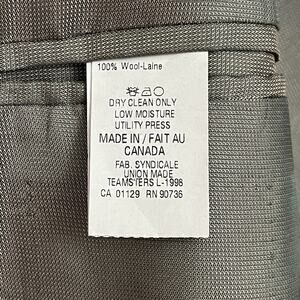 100% Wool-Laine
DRY CLEAN ONLY
LOW MOISTURE
UTILITY PRESS
MADE IN / FAIT AU
CANADA
FAB. SYNDICALE
UNION MADE
TEAMSTERS L-1998
CA 01129 RN 90736